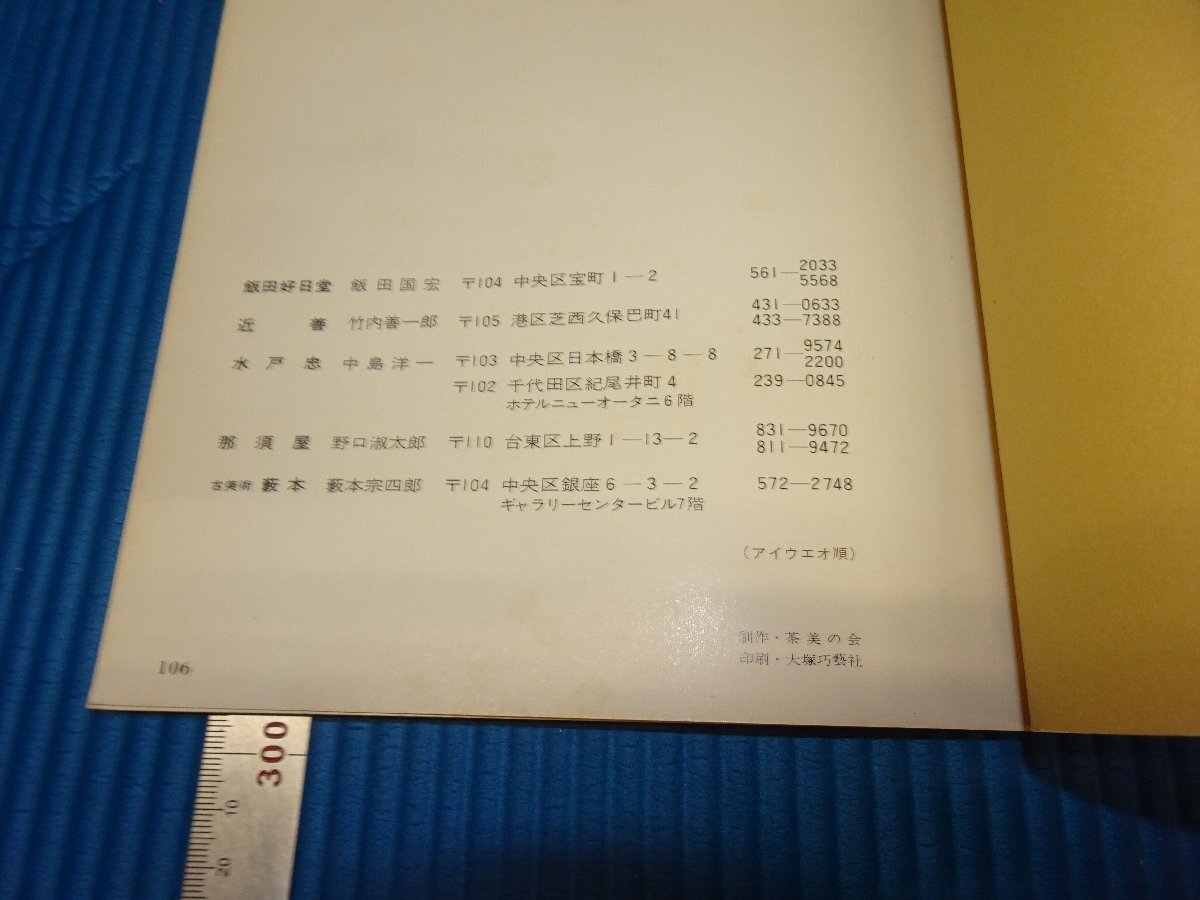 飯田好日堂 飯田国宏 〒104 中央区宝町1―2 561―2033
5568
近善 竹内善一郎 〒105 港区芝西久保巴町41 431―0633
433―7388
水戸忠 中島洋一 〒103 中央区日本橋3―8―8 271―9574
2200
〒102 千代田区紀尾井町4 239―0845
ホテルニューオータニ6階
那須屋 野口淑太郎 〒110 台東区上野1―13―2 831―9670
811―9472
古美術 藪本 藪本宗四郎 〒104 中央区銀座6―3―2 572―2748
ギャラリーセンタービル7階
(アイウエオ順)
制作・茶美の会
印刷・大塚巧藝社
106
300
10
20